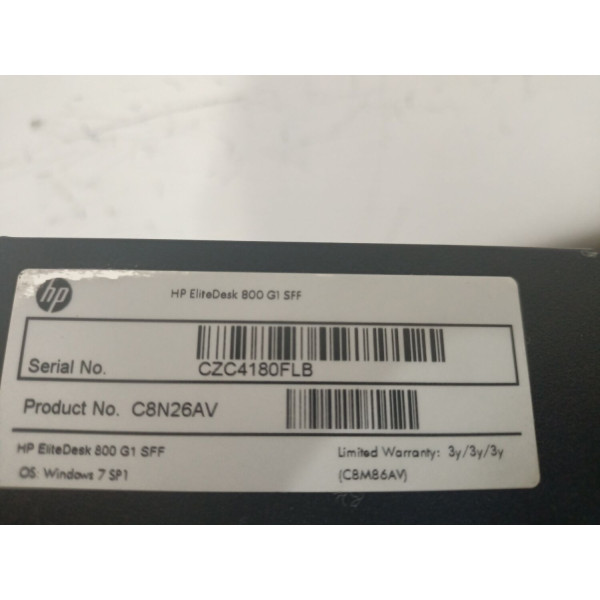 hp
HP EliteDesk 800 G1 SFF
Serial No. CZC4180FLB
Product No. C8N26AV
HP EliteDesk 800 G1 SFF
OS: Windows 7 SP1
Limited Warranty: 3y/3y/3y
(C8M86AV)